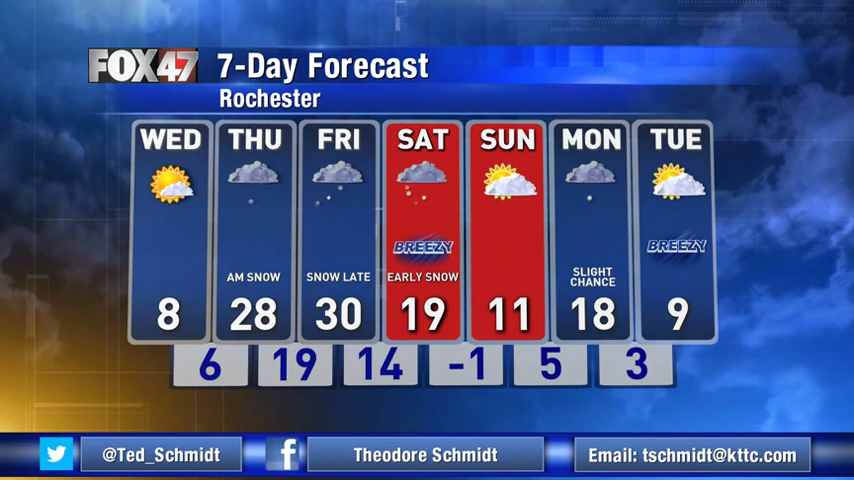 FOX47 7-Day Forecast
Rochester
WED THU FRI SAT SUN MON TUE
BREEZY BREEZY
AM SNOW SNOW LATE EARLY SNOW SLIGHT CHANCE
8 28 30 19 11 18 9
6 19 14 -1 5 3
@Ted_Schmidt f Theodore Schmidt Email: tschmidt@kttc.com